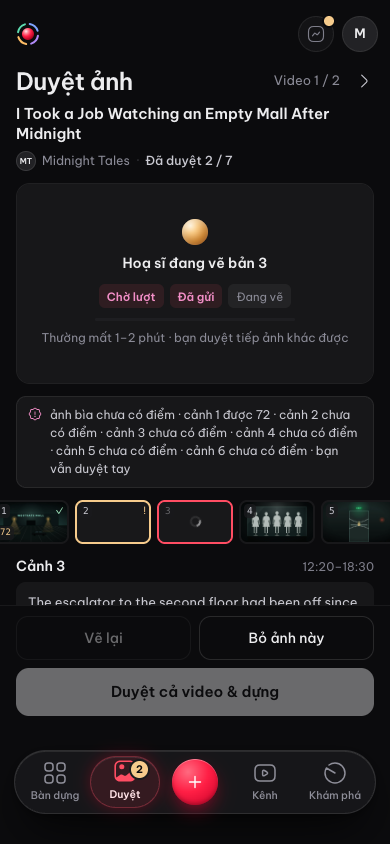 M
Duyệt ảnh
Video 1 / 2
I Took a Job Watching an Empty Mall After
Midnight
MT Midnight Tales · Đã duyệt 2 / 7
Hoạ sĩ đang vẽ bản 3
Chờ lượt
Đã gửi
Đang vẽ
Thường mất 1–2 phút · bạn duyệt tiếp ảnh khác được
ảnh bìa chưa có điểm · cảnh 1 được 72 · cảnh 2 chưa
có điểm · cảnh 3 chưa có điểm · cảnh 4 chưa có điểm
· cảnh 5 chưa có điểm · cảnh 6 chưa có điểm · bạn
vẫn duyệt tay
1
72
2
!
3
4
5
Cảnh 3
12:20–18:30
The escalator to the second floor had been off since
Vẽ lại
Bỏ ảnh này
Duyệt cả video & dựng
2
Bàn dựng
Duyệt
Kênh
Khám phá